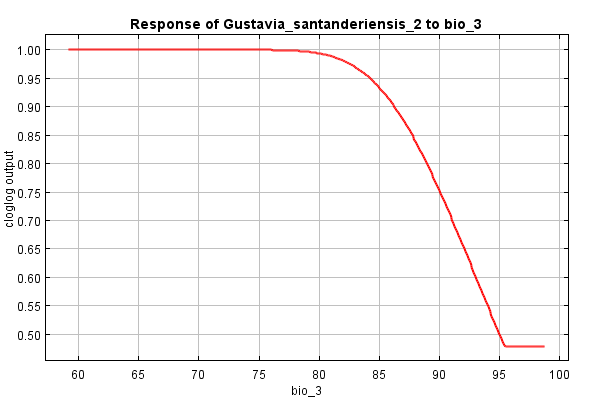 Response of Gustavia_santanderiensis_2 to bio_3
1.00
0.95
0.90
0.85
0.80
0.75
0.70
0.65
0.60
0.55
0.50
cloglog output
60 65 70 75 80 85 90 95 100
bio_3